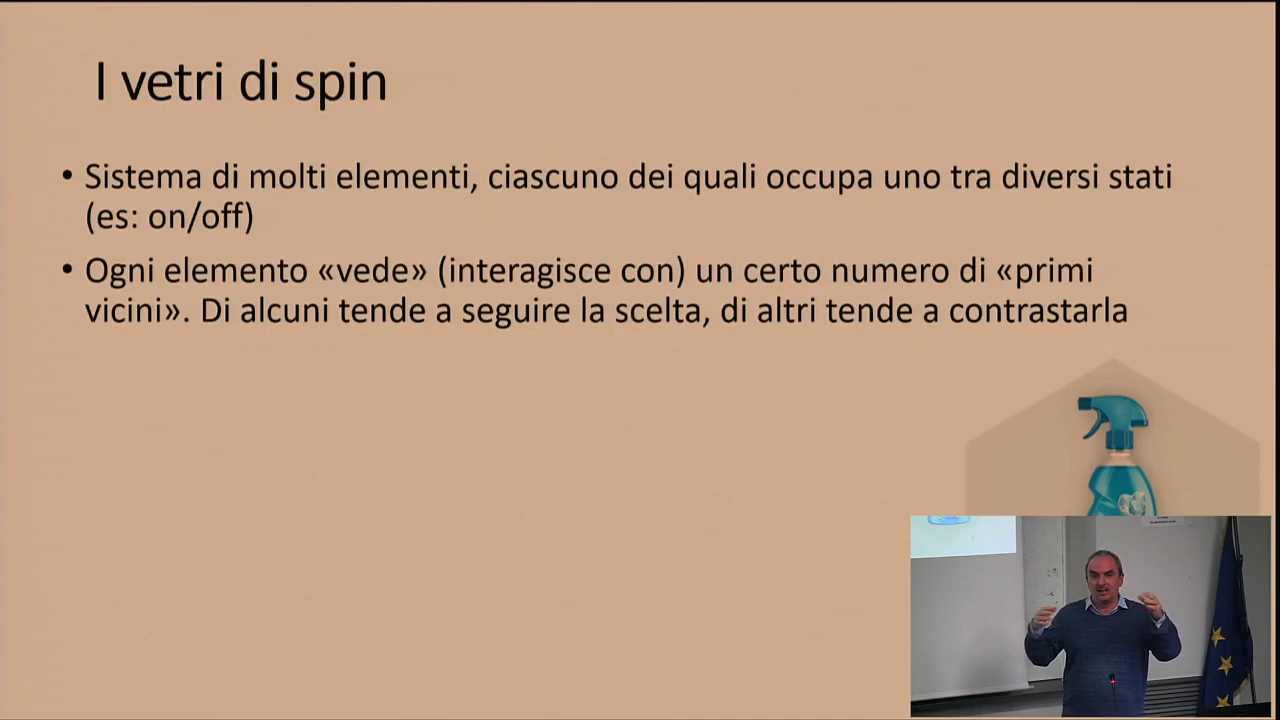 I vetri di spin
• Sistema di molti elementi, ciascuno dei quali occupa uno tra diversi stati
(es: on/off)
• Ogni elemento «vede» (interagisce con) un certo numero di «primi
vicini». Di alcuni tende a seguire la scelta, di altri tende a contrastarla